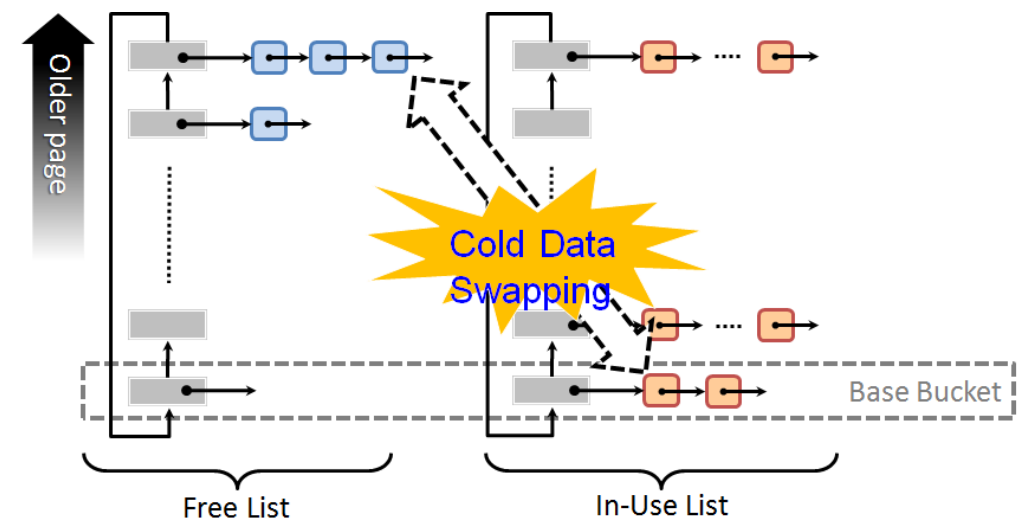 Older page
Cold Data
Swapping
Base Bucket
Free List
In-Use List